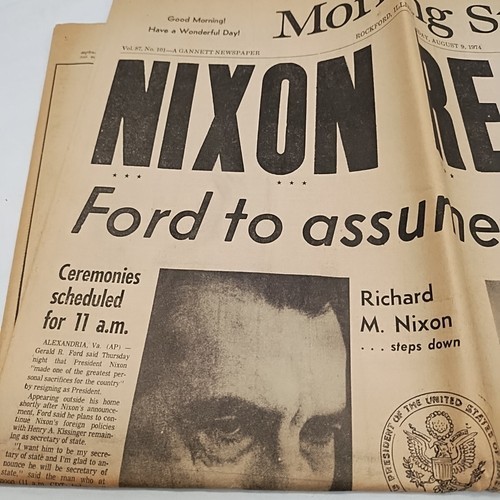 Good Morning!
Have a Wonderful Day!
Vol. 87, No. 101—A GANNETT NEWSPAPER
ROCKFORD, ILL
AUGUST 9, 1974
NIXON RE
Ford to assume
Ceremonies
scheduled
for 11 a.m.
ALEXANDRIA, Va. (AP) —
Gerald R. Ford said Thursday
night that President Nixon
"made one of the greatest per-
sonal sacrifices for the country"
by resigning as President.
Appearing outside his home
shortly after Nixon's announce-
ment, Ford said he plans to con-
tinue Nixon's foreign policies
with Henry A. Kissinger remain-
ing as secretary of state.
"I want him to be my secre-
tary of state and I'm glad to an-
nounce he will be secretary of
state," said the man who at
Richard
M. Nixon
. . . steps down
PRESIDENT OF THE UNITED STATES